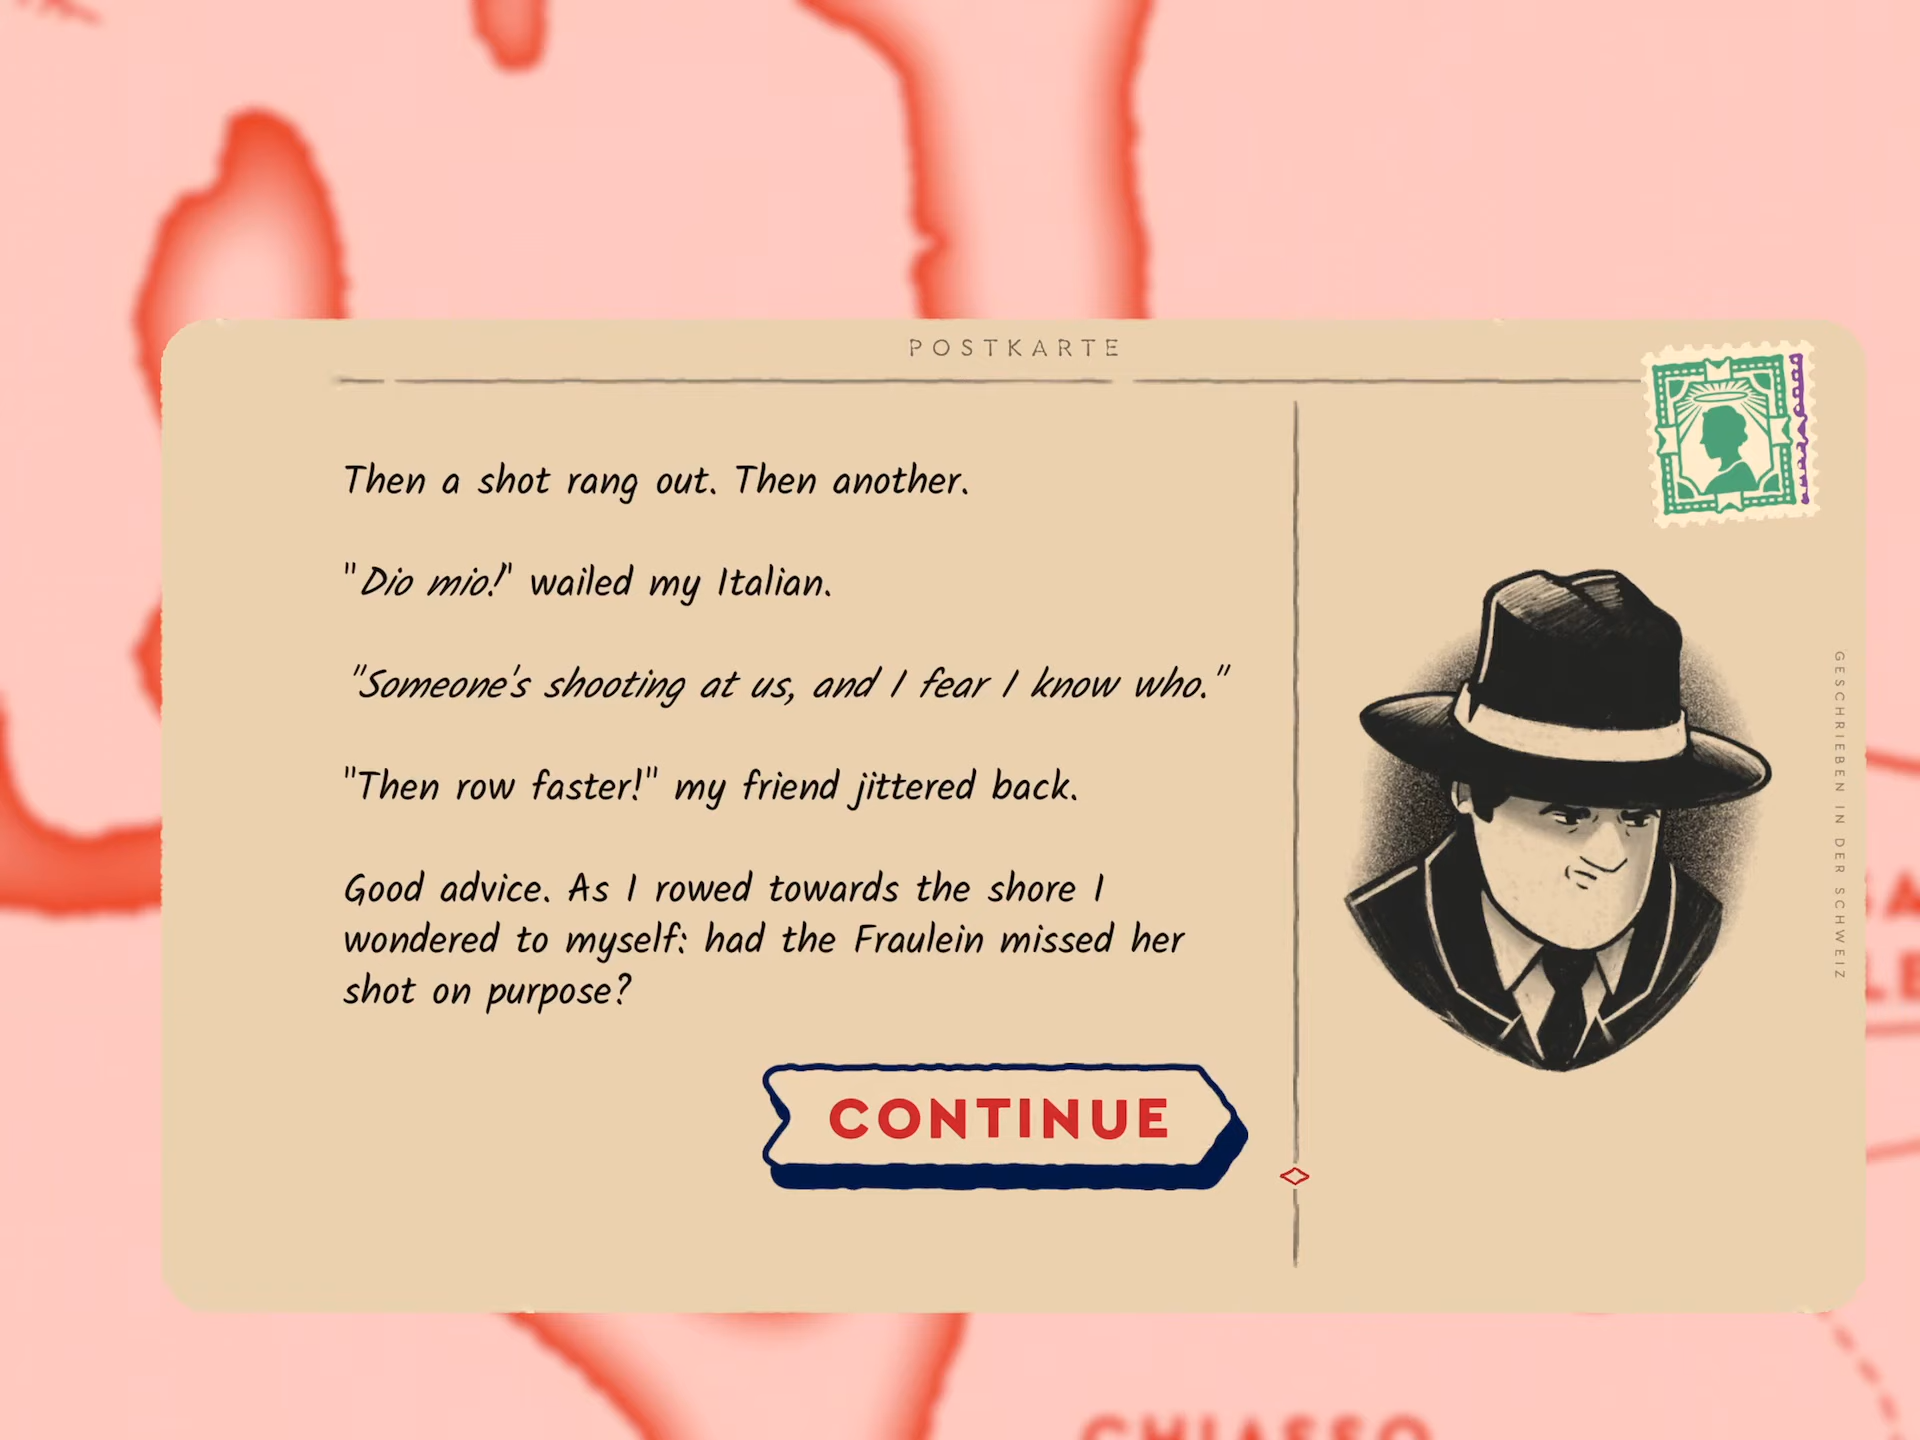 POSTKARTE
Then a shot rang out. Then another.
"Dio mio!" wailed my Italian.
"Someone's shooting at us, and I fear I know who."
"Then row faster!" my friend jittered back.
Good advice. As I rowed towards the shore I
wondered to myself: had the Fraulein missed her
shot on purpose?
CONTINUE
GESCHRIEBEN IN DER SCHWEIZ
CHIASSO